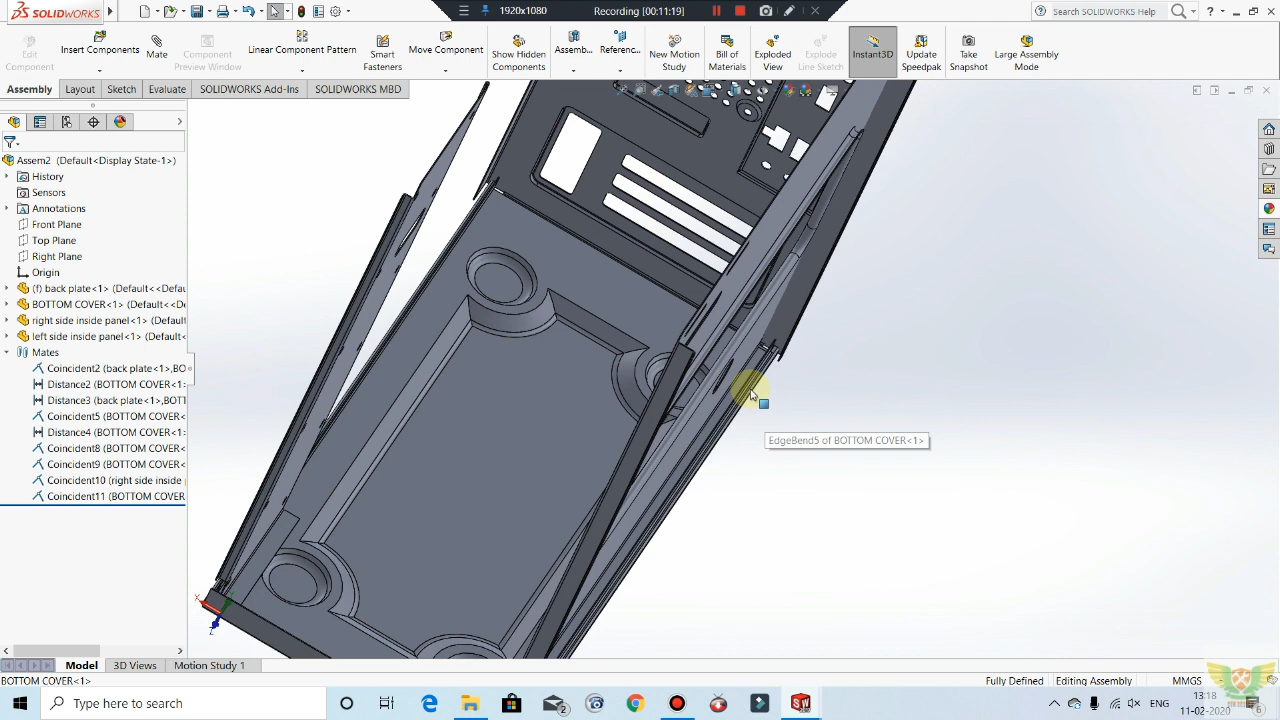 SOLIDWORKS
1920x1080
Recording [00:11:19]
Search SOLIDWORKS Help
Edit Component
Insert Components
Mate
Component Preview Window
Linear Component Pattern
Smart Fasteners
Move Component
Show Hidden Components
Assemb...
Referenc...
New Motion Study
Bill of Materials
Exploded View
Explode Line Sketch
Instant3D
Update Speedpak
Take Snapshot
Large Assembly Mode
Assembly
Layout
Sketch
Evaluate
SOLIDWORKS Add-Ins
SOLIDWORKS MBD
Assem2 (Default<Display State-1>)
History
Sensors
Annotations
Front Plane
Top Plane
Right Plane
Origin
(f) back plate<1> (Default<<Defau
BOTTOM COVER<1> (Default<<De
right side inside panel<1> (Default
left side inside panel<1> (Default<
Mates
Coincident2 (back plate<1>,BO
Distance2 (BOTTOM COVER<1>
Distance3 (back plate<1>,BOTT
Coincident5 (BOTTOM COVER<
Distance4 (BOTTOM COVER<1>
Coincident8 (BOTTOM COVER<
Coincident9 (BOTTOM COVER<
Coincident10 (right side inside p
Coincident11 (BOTTOM COVER
EdgeBend5 of BOTTOM COVER<1>
X
Z
Model
3D Views
Motion Study 1
BOTTOM COVER<1>
Fully Defined
Editing Assembly
MMGS
Type here to search
2
ENG
13:18
11-02-2020
6